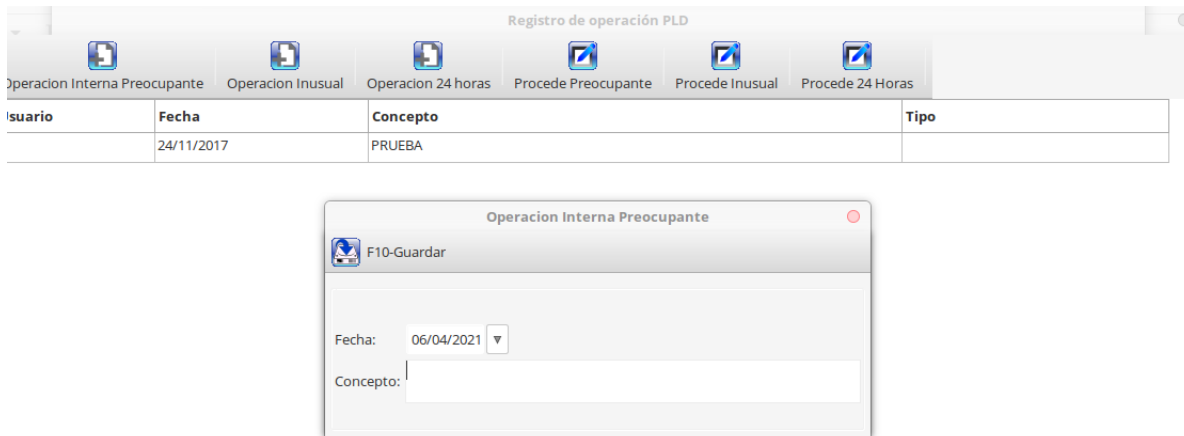 Registro de operación PLD
Operacion Interna Preocupante Operacion Inusual Operacion 24 horas Procede Preocupante Procede Inusual Procede 24 Horas
Usuario Fecha Concepto Tipo
24/11/2017 PRUEBA
Operacion Interna Preocupante
F10-Guardar
Fecha: 06/04/2021
Concepto: